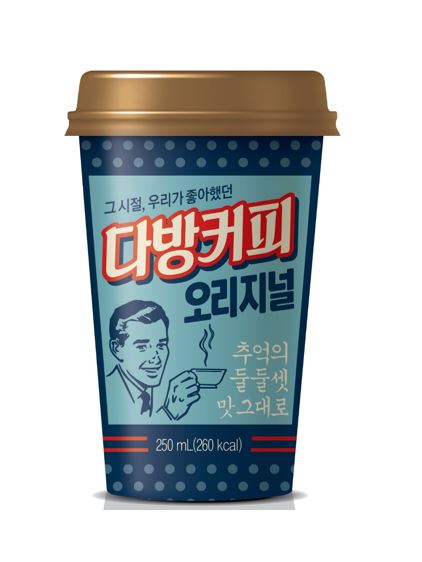 그 시절, 우리가 좋아했던
다방커피
오리지널
추억의
둘둘셋
맛 그대로
250 mL(260 kcal)